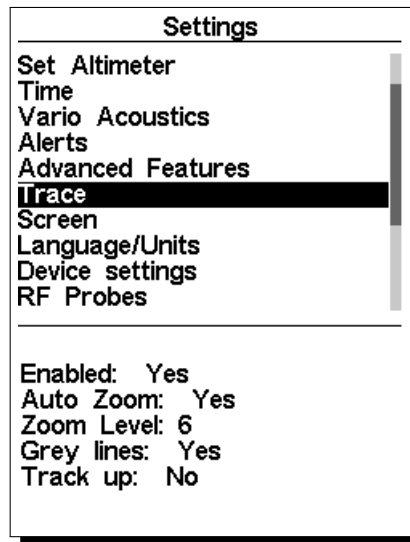 Settings
Set Altimeter
Time
Vario Acoustics
Alerts
Advanced Features
Trace
Screen
Language/Units
Device settings
RF Probes
Enabled: Yes
Auto Zoom: Yes
Zoom Level: 6
Grey lines: Yes
Track up: No